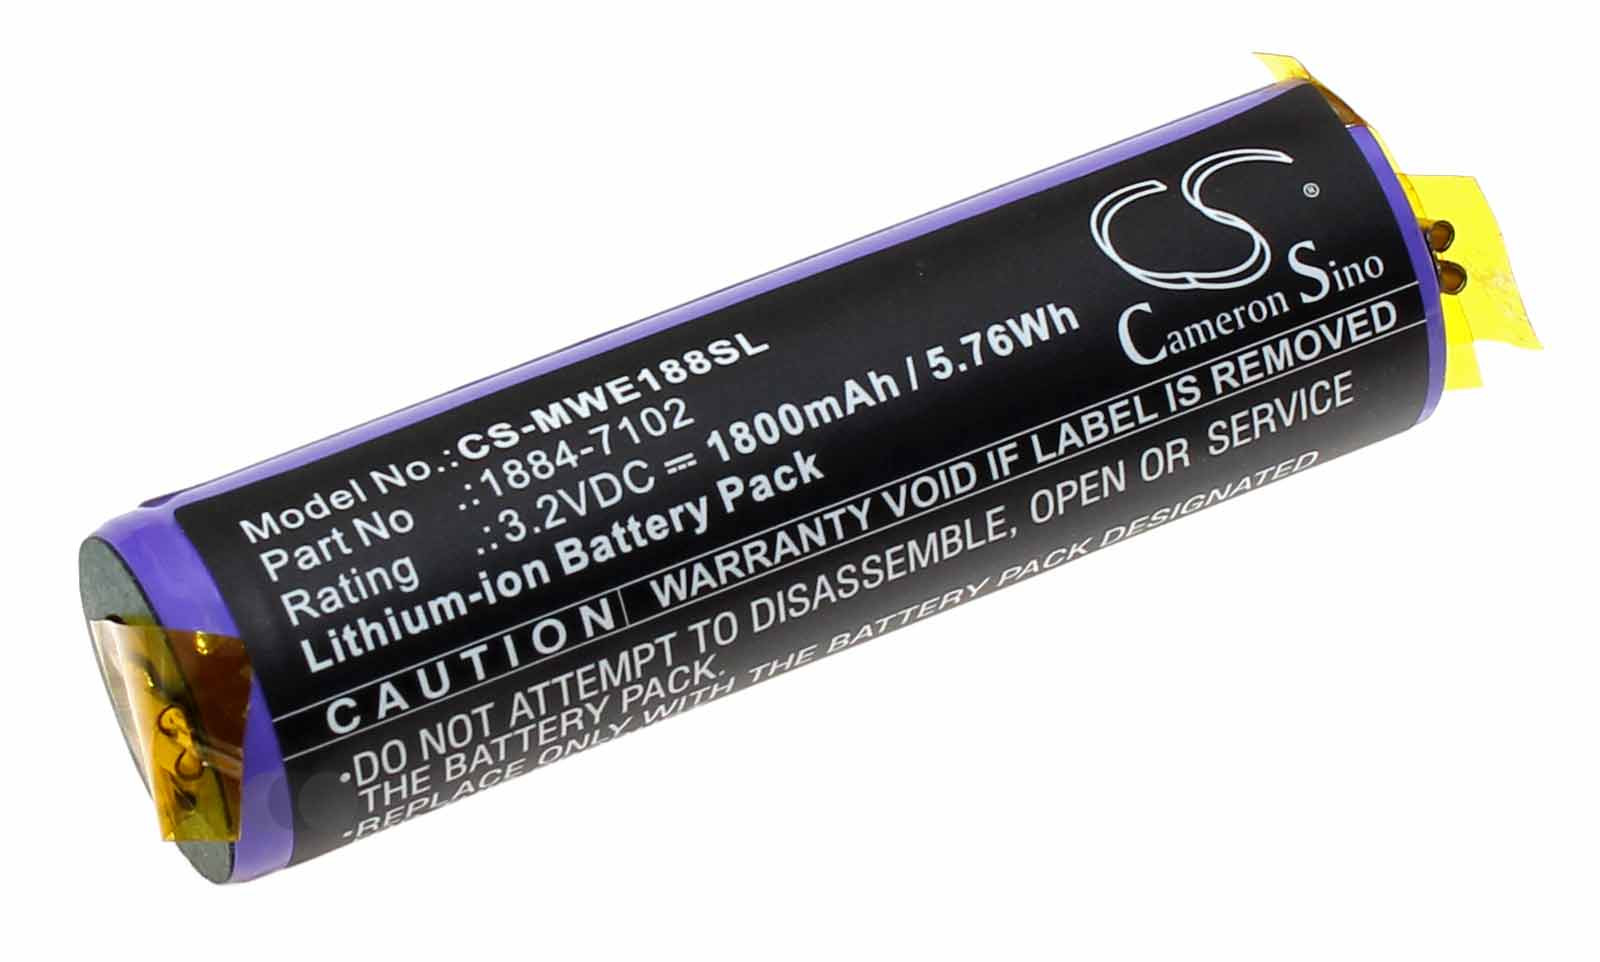 CS®
Cameron Sino
Model No.:CS-MWE188SL
Part No .:1884-7102
Rating .:3.2VDC ⎓ 1800mAh / 5.76Wh
Lithium-ion Battery Pack
CAUTION WARRANTY VOID IF LABEL IS REMOVED
•DO NOT ATTEMPT TO DISASSEMBLE, OPEN OR SERVICE
THE BATTERY PACK.
•REPLACE ONLY WITH THE BATTERY PACK DESIGNATED